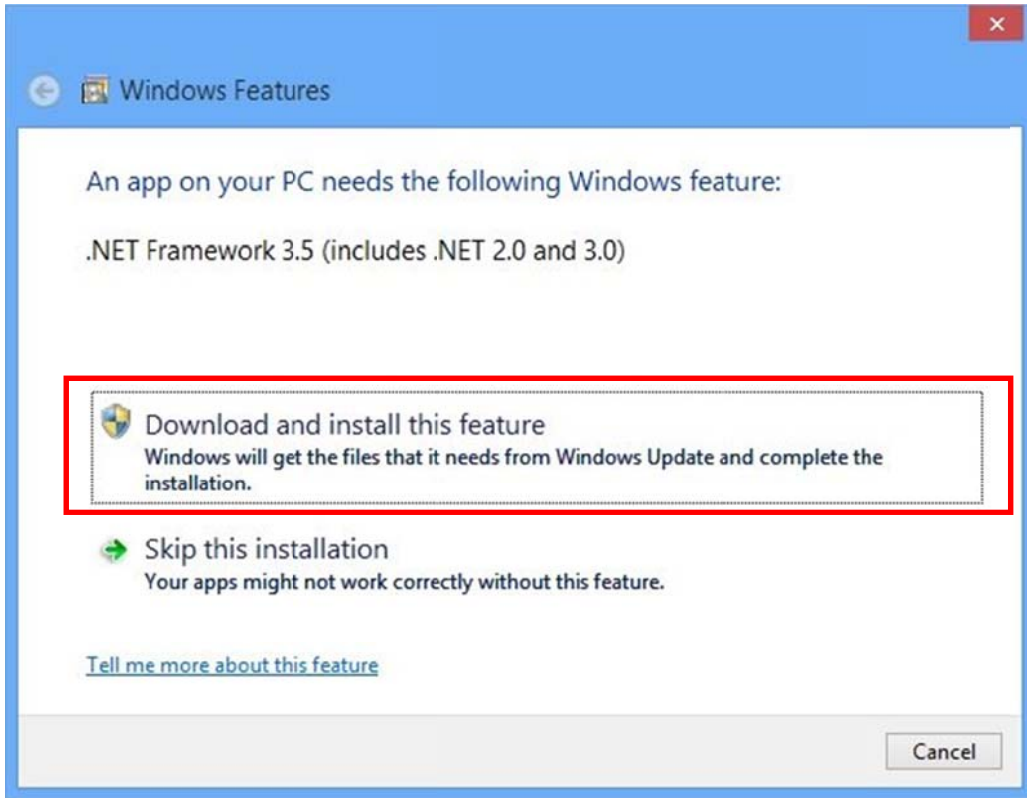 Windows Features
An app on your PC needs the following Windows feature:
.NET Framework 3.5 (includes .NET 2.0 and 3.0)
Download and install this feature
Windows will get the files that it needs from Windows Update and complete the
installation.
Skip this installation
Your apps might not work correctly without this feature.
Tell me more about this feature
Cancel